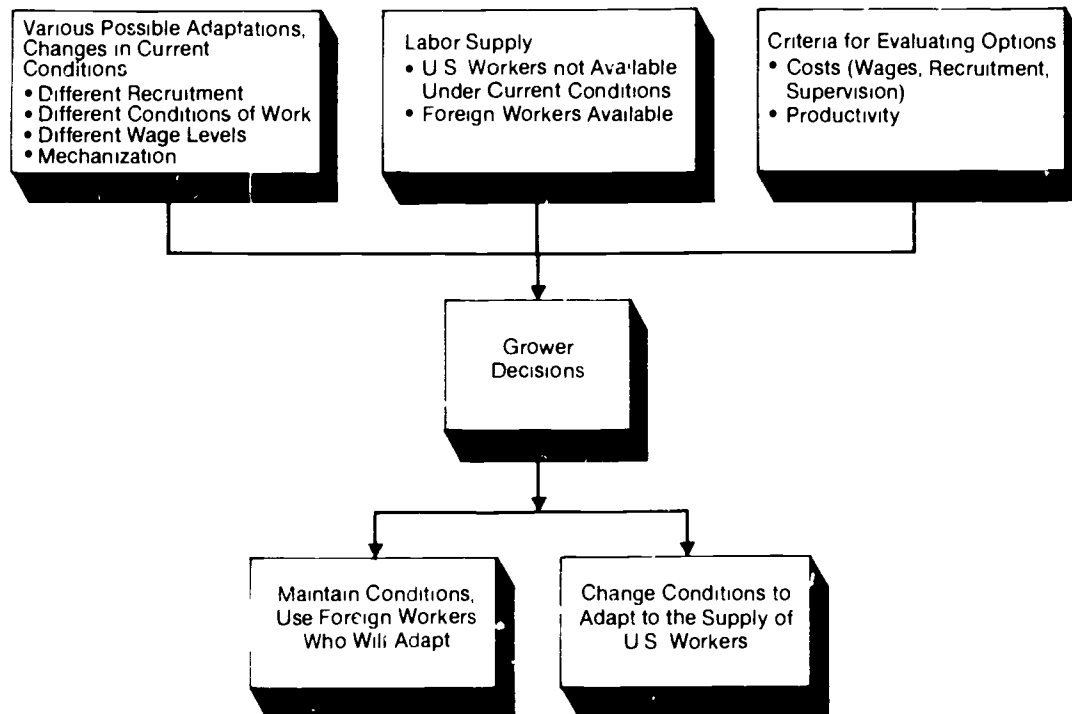 Various Possible Adaptations,
Changes in Current
Conditions
• Different Recruitment
• Different Conditions of Work
• Different Wage Levels
• Mechanization
Labor Supply
• U S Workers not Available
Under Current Conditions
• Foreign Workers Available
Criteria for Evaluating Options
• Costs (Wages, Recruitment,
Supervision)
• Productivity
Grower
Decisions
Maintain Conditions,
Use Foreign Workers
Who Will Adapt
Change Conditions to
Adapt to the Supply of
U S Workers